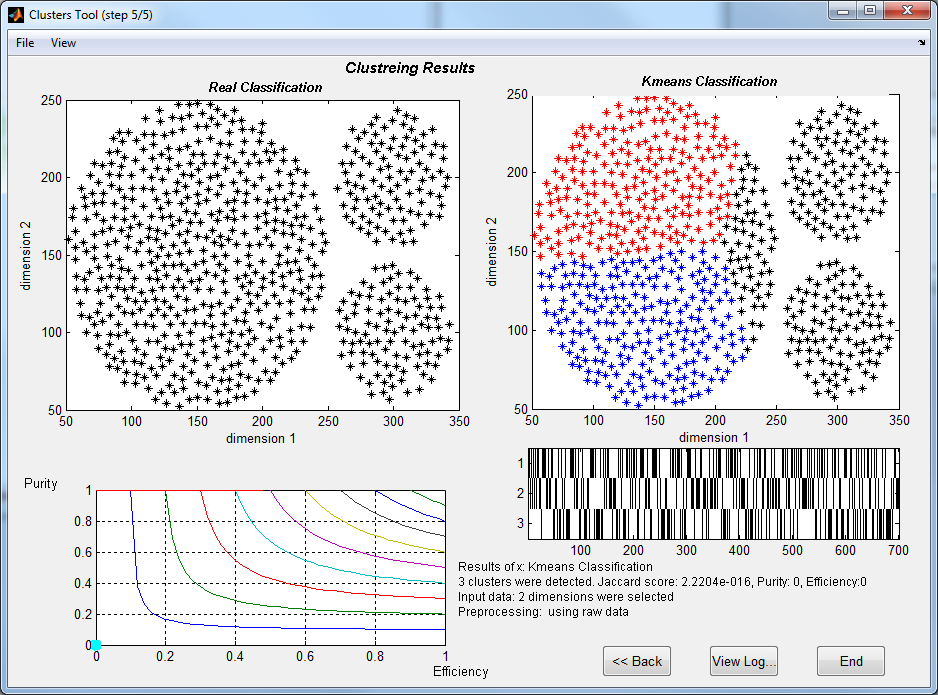 Clusters Tool (step 5/5)
File View
Clustreing Results
Real Classification
250
200
150
100
50
50 100 150 200 250 300 350
dimension 2
dimension 1
Kmeans Classification
250
200
150
100
50
50 100 150 200 250 300 350
dimension 2
dimension 1
Purity
1
0.8
0.6
0.4
0.2
0
0 0.2 0.4 0.6 0.8 1
Efficiency
1
2
3
100 200 300 400 500 600 700
Results of x: Kmeans Classification
3 clusters were detected. Jaccard score: 2.2204e-016, Purity: 0, Efficiency:0
Input data: 2 dimensions were selected
Preprocessing: using raw data
<< Back View Log... End